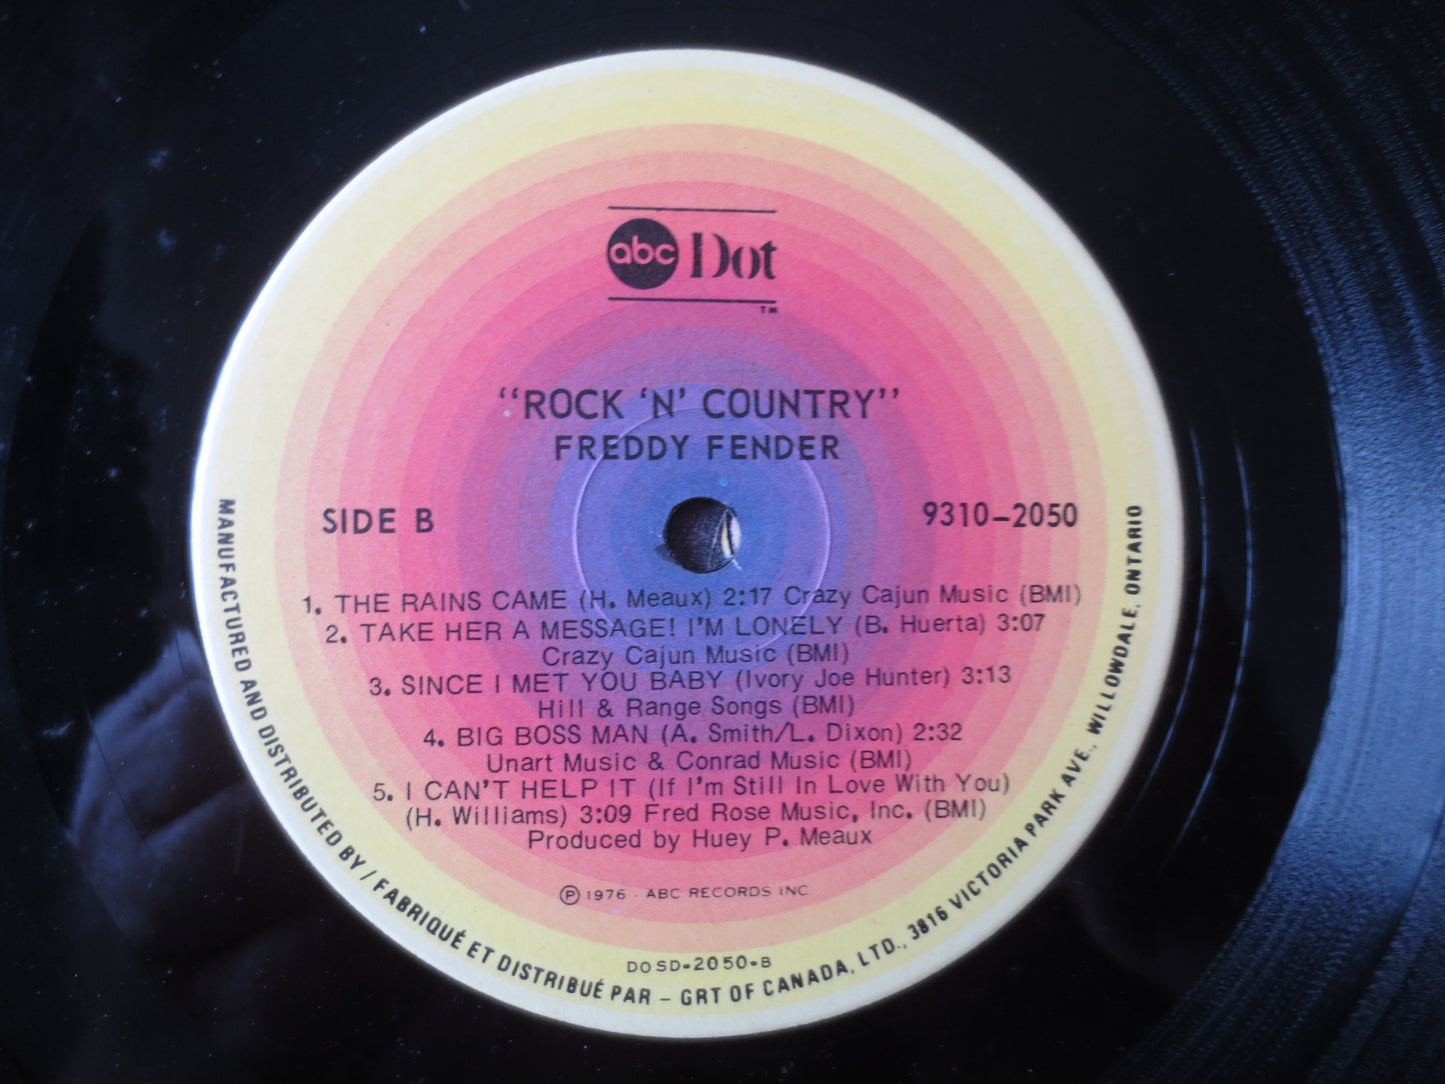 abc Dot
TM
"ROCK 'N' COUNTRY"
FREDDY FENDER
SIDE B
9310-2050
1. THE RAINS CAME (H. Meaux) 2:17 Crazy Cajun Music (BMI)
2. TAKE HER A MESSAGE! I'M LONELY (B. Huerta) 3:07
Crazy Cajun Music (BMI)
3. SINCE I MET YOU BABY (Ivory Joe Hunter) 3:13
Hill & Range Songs (BMI)
4. BIG BOSS MAN (A. Smith/L. Dixon) 2:32
Unart Music & Conrad Music (BMI)
5. I CAN'T HELP IT (If I'm Still In Love With You)
(H. Williams) 3:09 Fred Rose Music, Inc. (BMI)
Produced by Huey P. Meaux
Ⓟ 1976 · ABC RECORDS INC
DOSD-2050-B
MANUFACTURED AND DISTRIBUTED BY / FABRIQUÉ ET DISTRIBUÉ PAR - GRT OF CANADA, LTD., 3816 VICTORIA PARK AVE., WILLOWDALE, ONTARIO